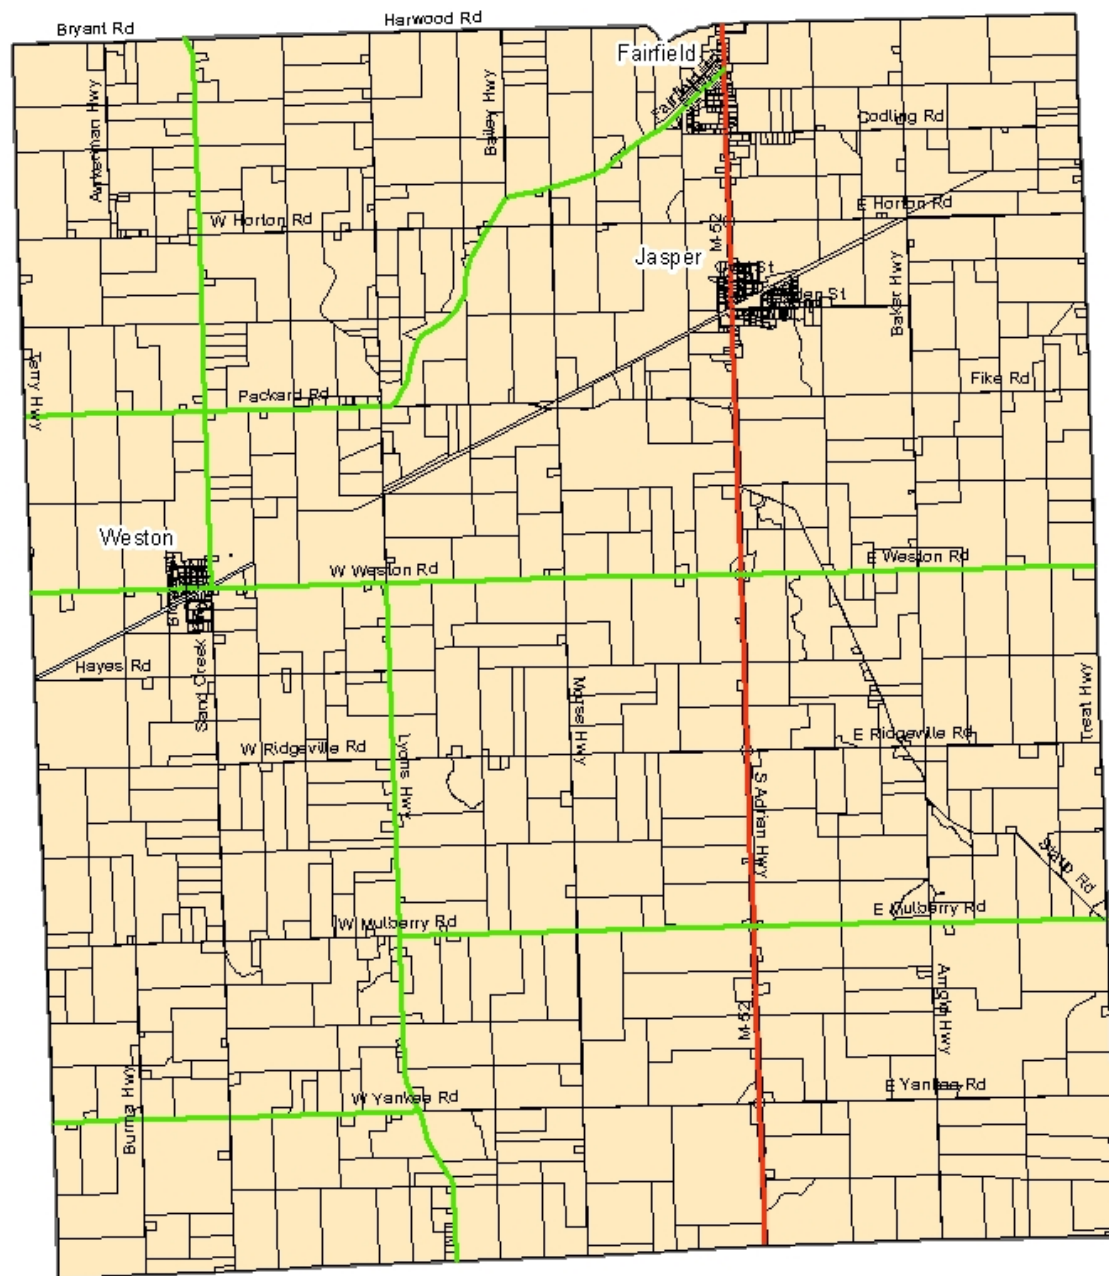 Harwood Rd
Bryant Rd
Fairfield
Bailey Hwy
Codling Rd
E Horton Rd
W Horton Rd
M-52
Jasper
Baker Hwy
Terry Hwy
Fike Rd
Packard Rd
Weston
E Weston Rd
W Weston Rd
Hayes Rd
Sand Creek
Treat Hwy
Morse Hwy
E Ridgeville Rd
W Ridgeville Rd
Lyons Hwy
S Adrian Hwy
E Mulberry Rd
W Mulberry Rd
M-52
E Yankee Rd
W Yankee Rd
Burma Hwy